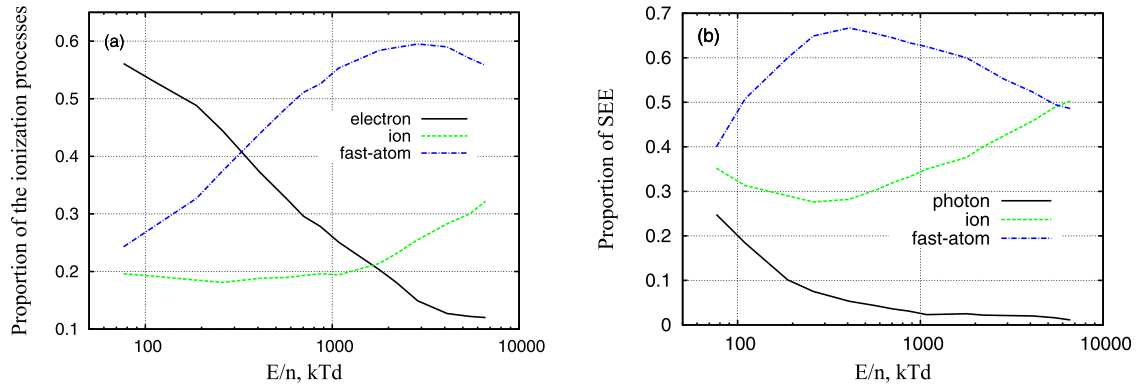 (a)
Proportion of the ionization processes
0.6
0.5
0.4
0.3
0.2
0.1
electron
ion
fast-atom
100
1000
10000
E/n, kTd
(b)
Proportion of SEE
0.7
0.6
0.5
0.4
0.3
0.2
0.1
0
photon
ion
fast-atom
100
1000
10000
E/n, kTd